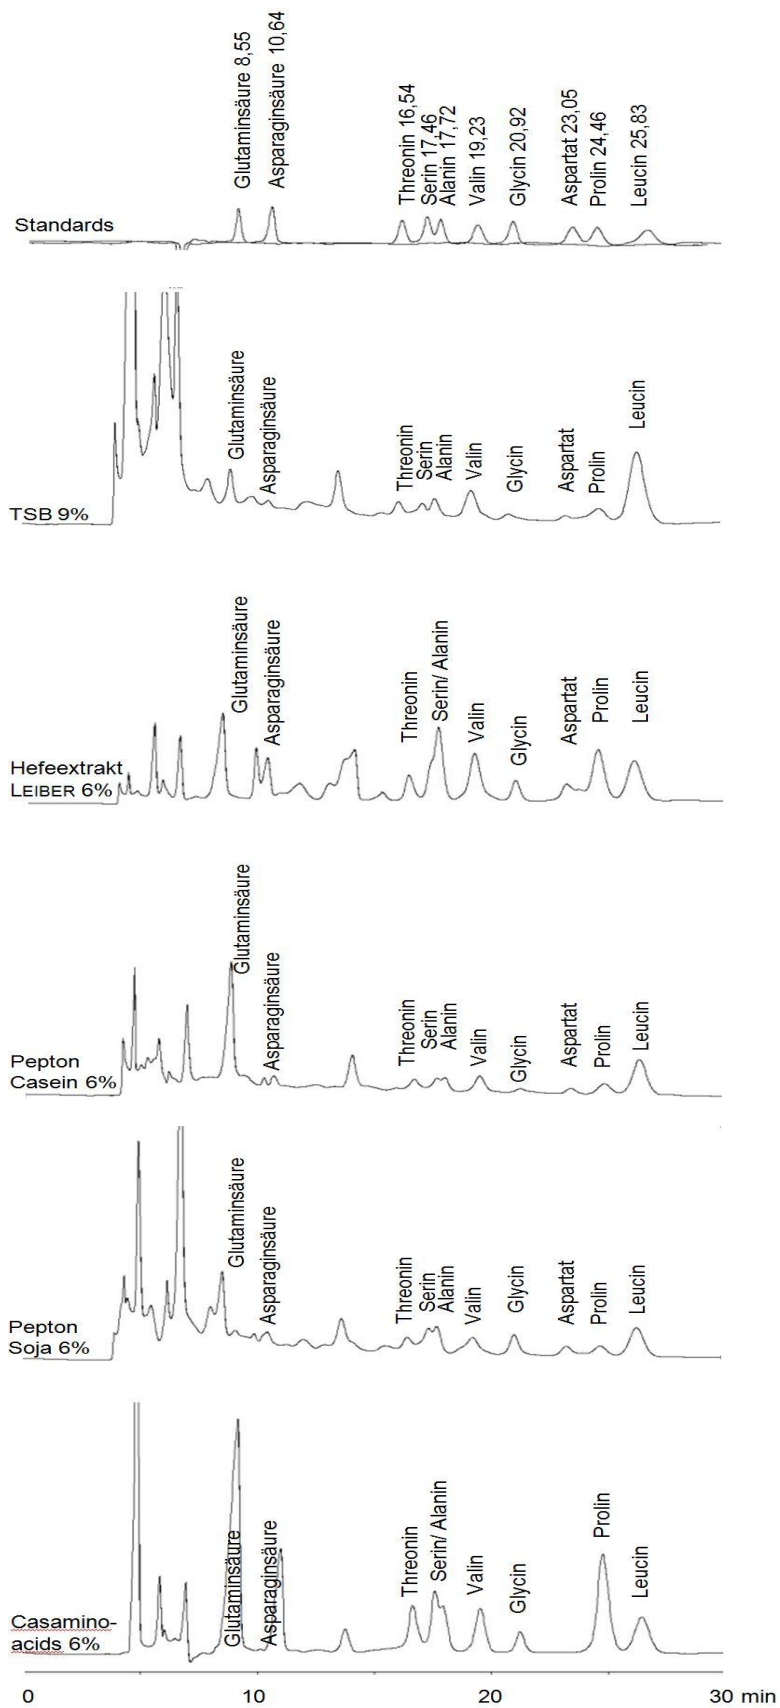 Glutaminsäure 8,55
Asparaginsäure 10,64
Threonin 16,54
Serin 17,46
Alanin 17,72
Valin 19,23
Glycin 20,92
Aspartat 23,05
Prolin 24,46
Leucin 25,83
Standards
Glutaminsäure
Asparaginsäure
Threonin
Serin
Alanin
Valin
Glycin
Aspartat
Prolin
Leucin
TSB 9%
Glutaminsäure
Asparaginsäure
Threonin
Serin/ Alanin
Valin
Glycin
Aspartat
Prolin
Leucin
Hefeextrakt
LEIBER 6%
Glutaminsäure
Asparaginsäure
Threonin
Serin
Alanin
Valin
Glycin
Aspartat
Prolin
Leucin
Pepton
Casein 6%
Glutaminsäure
Asparaginsäure
Threonin
Serin
Alanin
Valin
Glycin
Aspartat
Prolin
Leucin
Pepton
Soja 6%
Glutaminsäure
Asparaginsäure
Threonin
Serin/ Alanin
Valin
Glycin
Prolin
Leucin
Casamino-
acids 6%
0 10 20 30 min